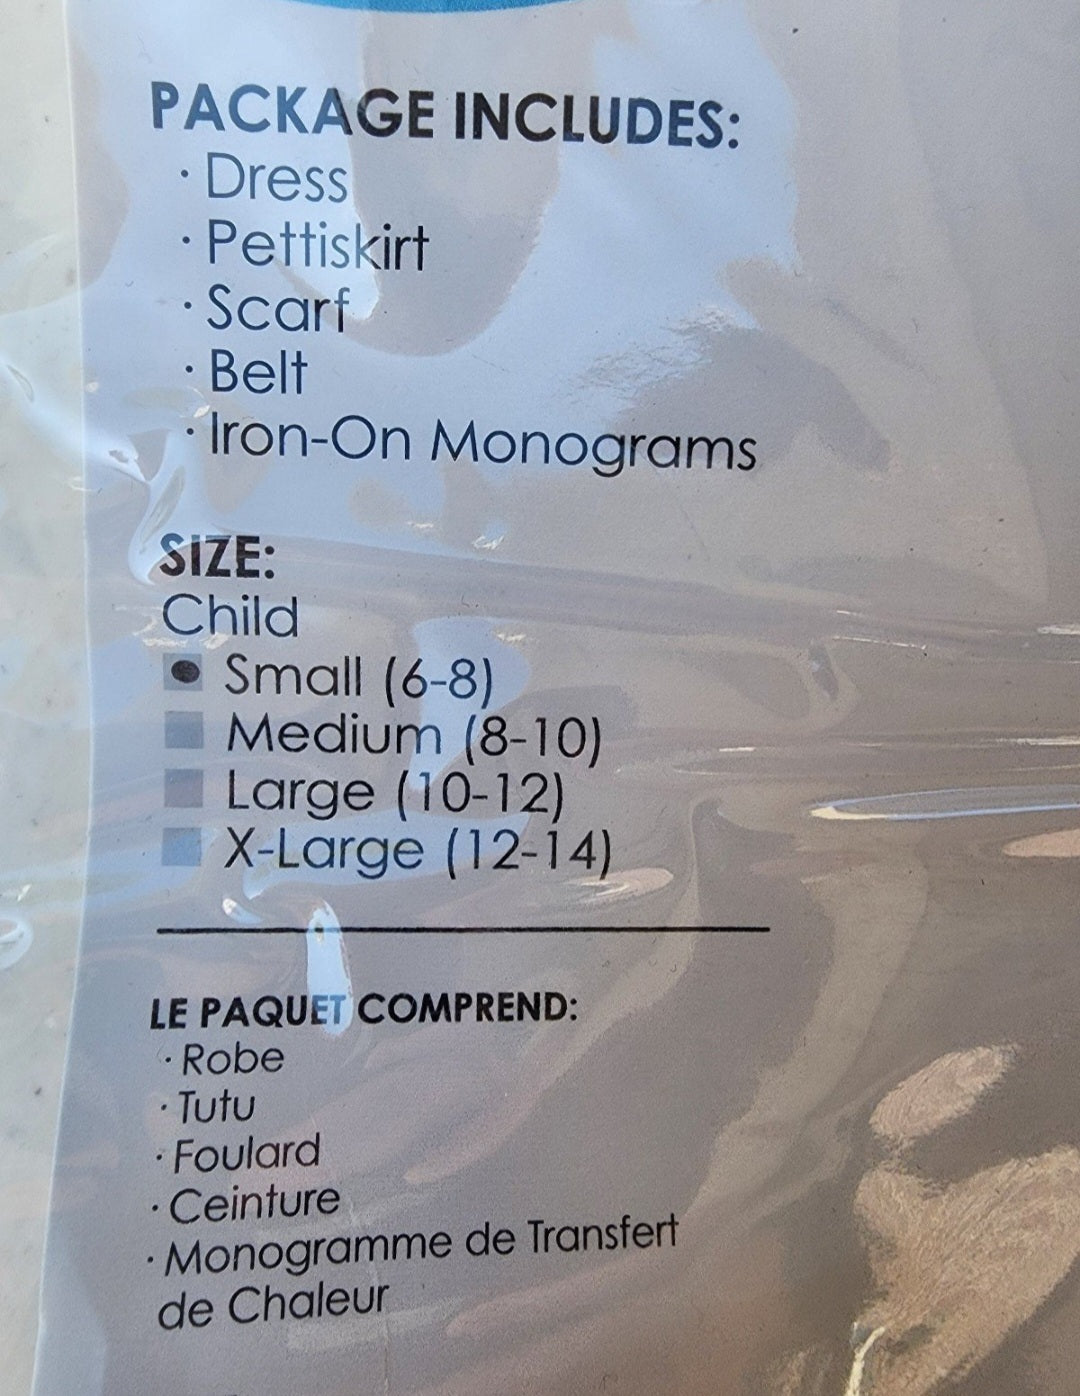 PACKAGE INCLUDES:
· Dress
· Pettiskirt
· Scarf
· Belt
· Iron-On Monograms
SIZE:
Child
Small (6-8)
Medium (8-10)
Large (10-12)
X-Large (12-14)
LE PAQUET COMPREND:
· Robe
· Tutu
· Foulard
· Ceinture
· Monogramme de Transfert
de Chaleur